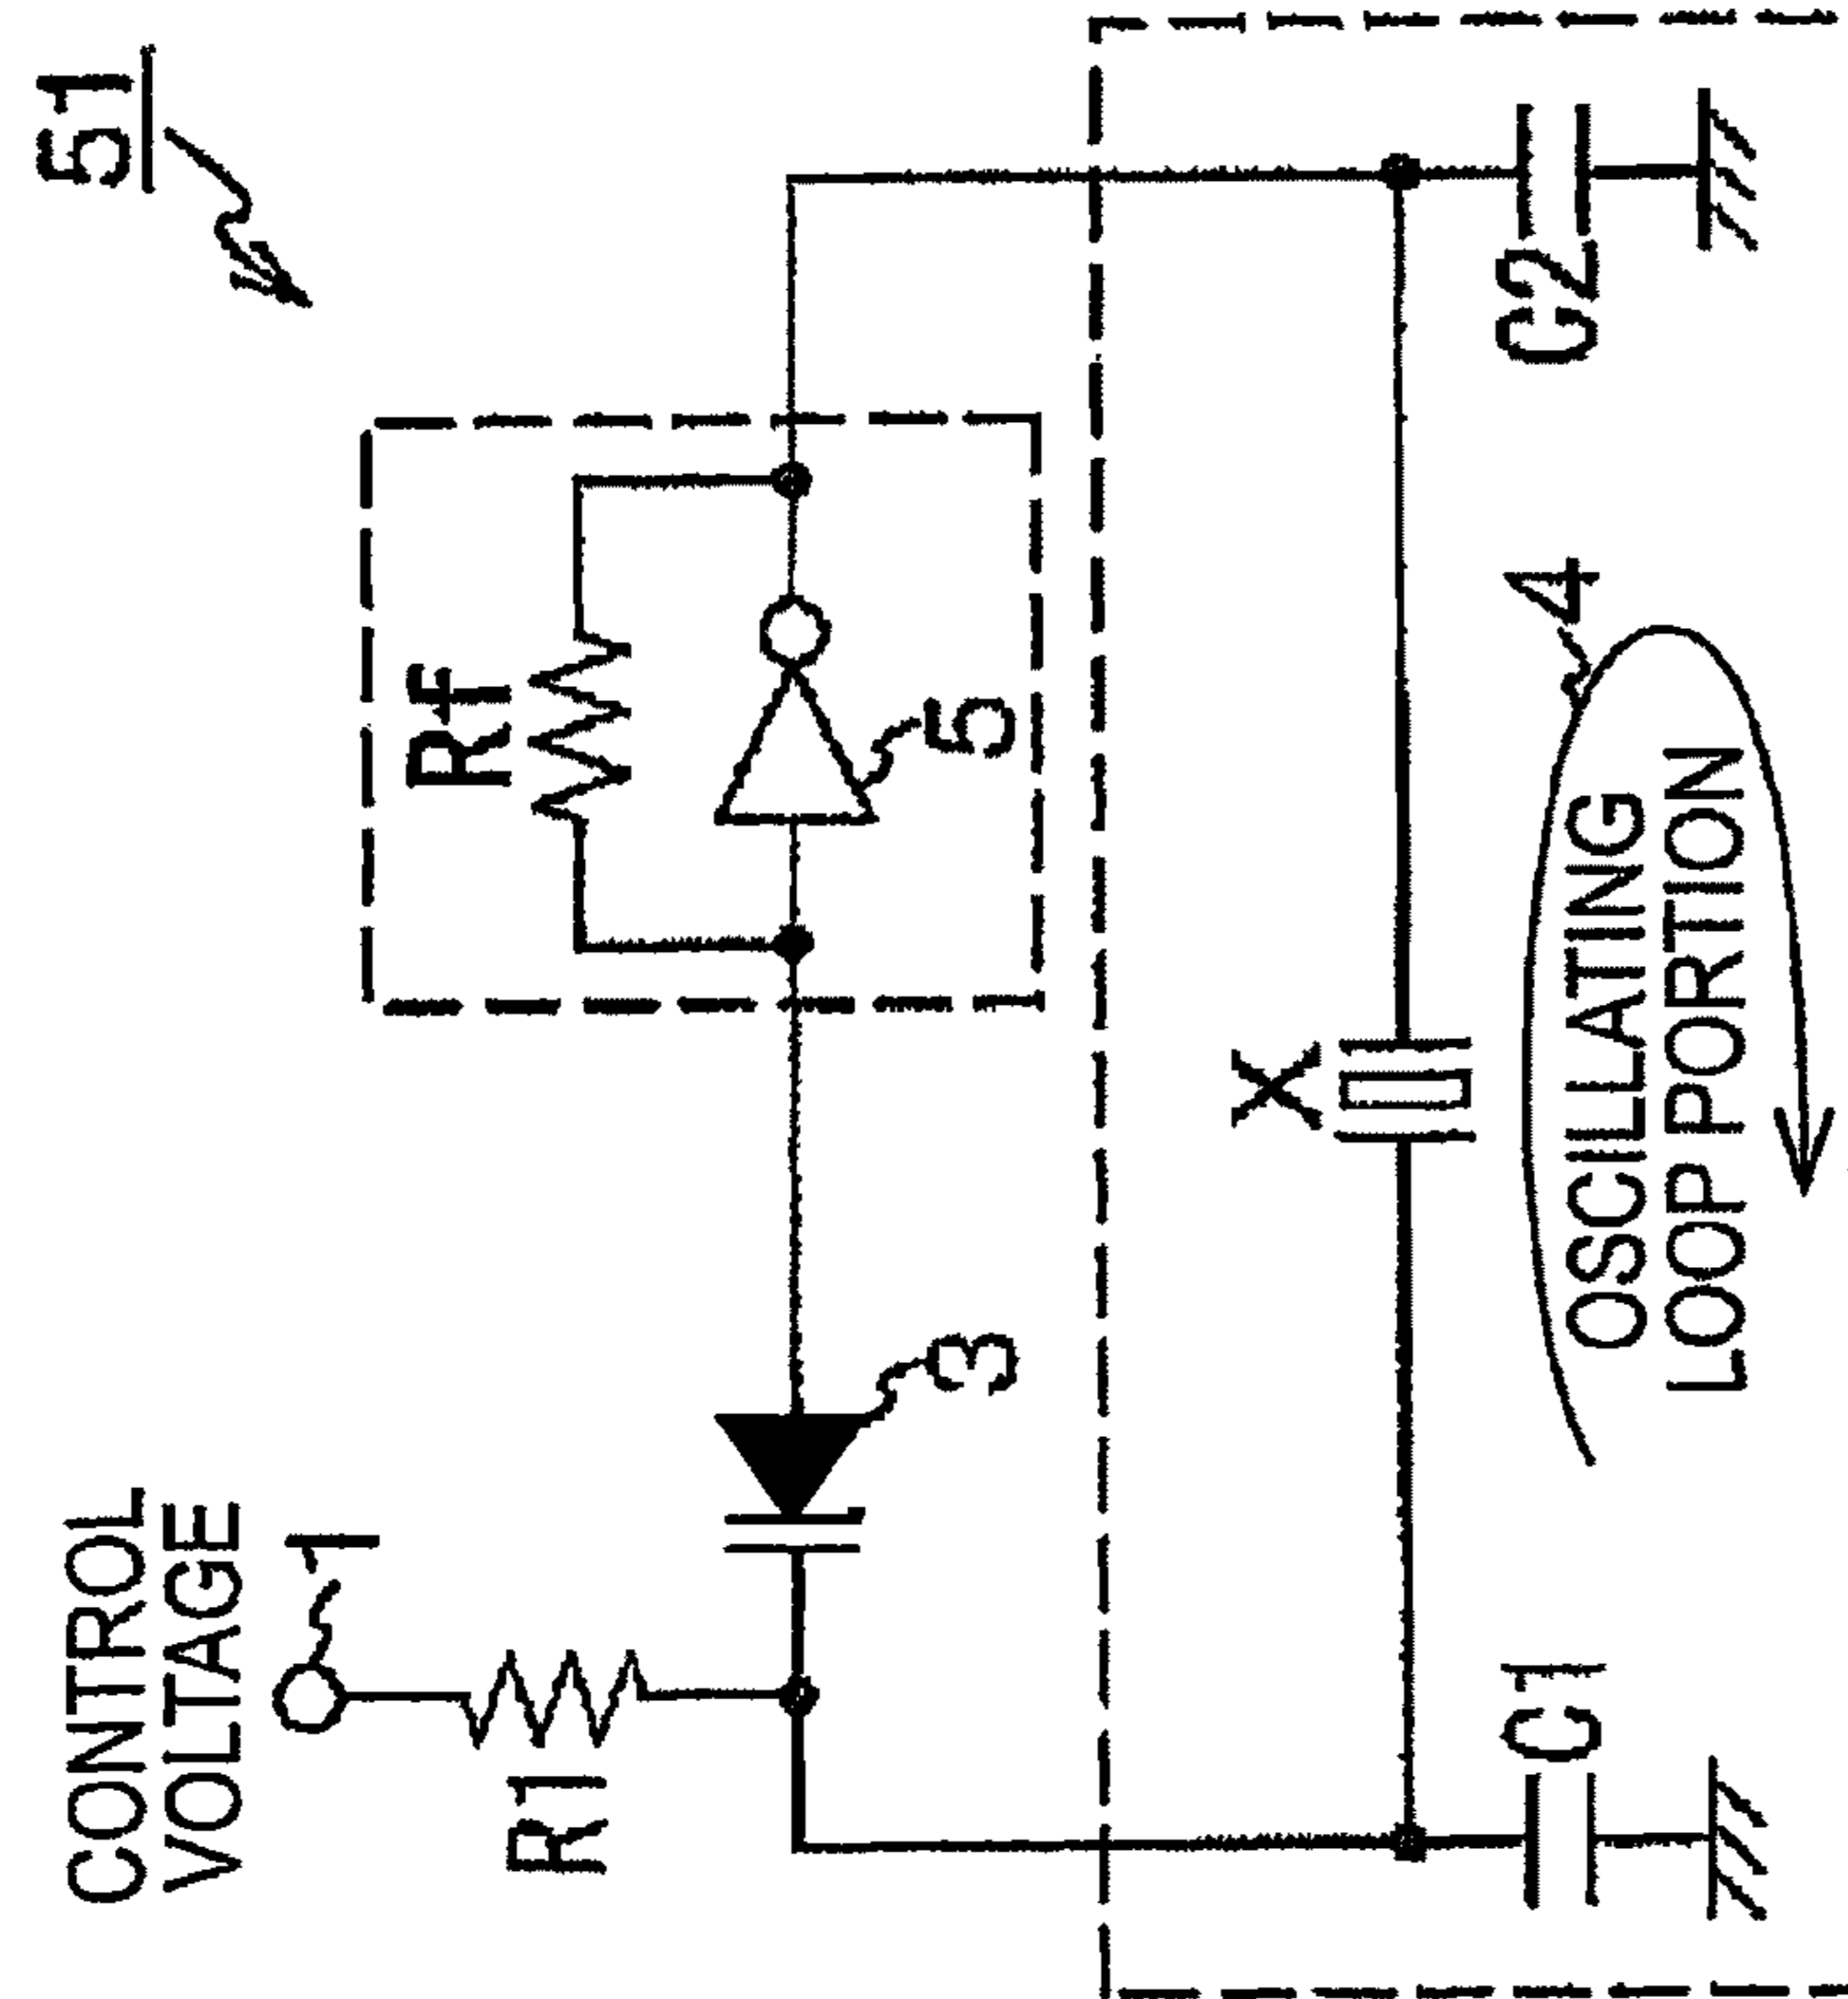 51
CONTROL
VOLTAGE
1
R1
Rf
3
5
X
C1
4
C2
OSCILLATING
LOOP PORTION